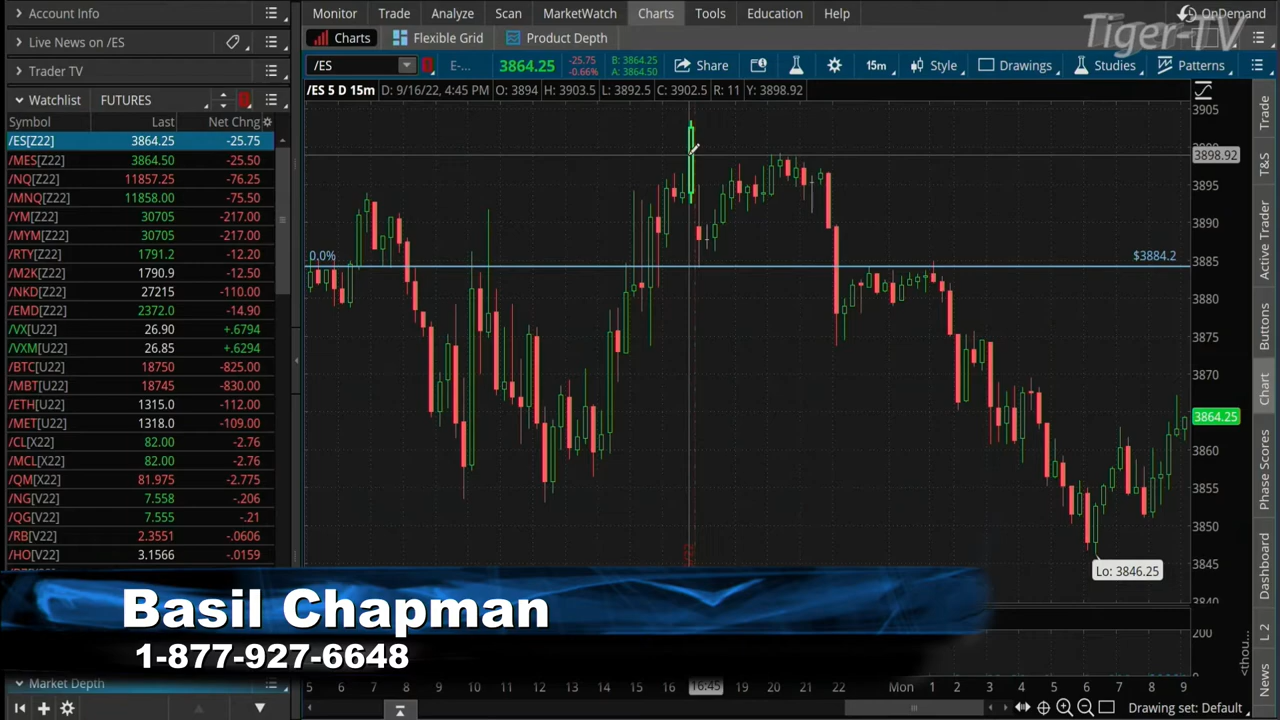 Account Info
Live News on /ES
Trader TV
Watchlist FUTURES
Symbol Last Net Chng
/ES[Z22] 3864.25 -25.75
/MES[Z22] 3864.50 -25.50
/NQ[Z22] 11857.25 -76.25
/MNQ[Z22] 11858.00 -75.50
/YM[Z22] 30705 -217.00
/MYM[Z22] 30705 -217.00
/RTY[Z22] 1791.2 -12.20
/M2K[Z22] 1790.9 -12.50
/NKD[Z22] 27215 -110.00
/EMD[Z22] 2372.0 -14.90
/VX[U22] 26.90 +.6794
/VXM[U22] 26.85 +.6294
/BTC[U22] 18750 -825.00
/MBT[U22] 18745 -830.00
/ETH[U22] 1315.0 -112.00
/MET[U22] 1318.0 -109.00
/CL[X22] 82.00 -2.76
/MCL[X22] 82.00 -2.76
/QM[X22] 81.975 -2.775
/NG[V22] 7.558 -.206
/QG[V22] 7.555 -.21
/RB[V22] 2.3551 -.0606
/HO[V22] 3.1566 -.0159
Market Depth
Monitor Trade Analyze Scan MarketWatch Charts Tools Education Help
OnDemand
Tiger-TV
Charts Flexible Grid Product Depth
/ES E-... 3864.25 -25.75 -0.66% B: 3864.25 A: 3864.50 Share 15m Style Drawings Studies Patterns
/ES 5 D 15m D: 9/16/22, 4:45 PM O: 3894 H: 3903.5 L: 3892.5 C: 3902.5 R: 11 Y: 3898.92
3905
3898.92
3895
3890
0,0% $3884.2
3885
3880
3875
3870
3864.25
3860
3855
3850
3845
Lo: 3846.25
3840
200
<thou...
5 6 7 8 9 10 11 12 13 14 15 16 16:45 19 20 21 22 Mon 1 2 3 4 5 6 7 8 9
Drawing set: Default
Trade
T&S
Active Trader
Buttons
Chart
Phase Scores
Dashboard
L 2
News
Basil Chapman
1-877-927-6648